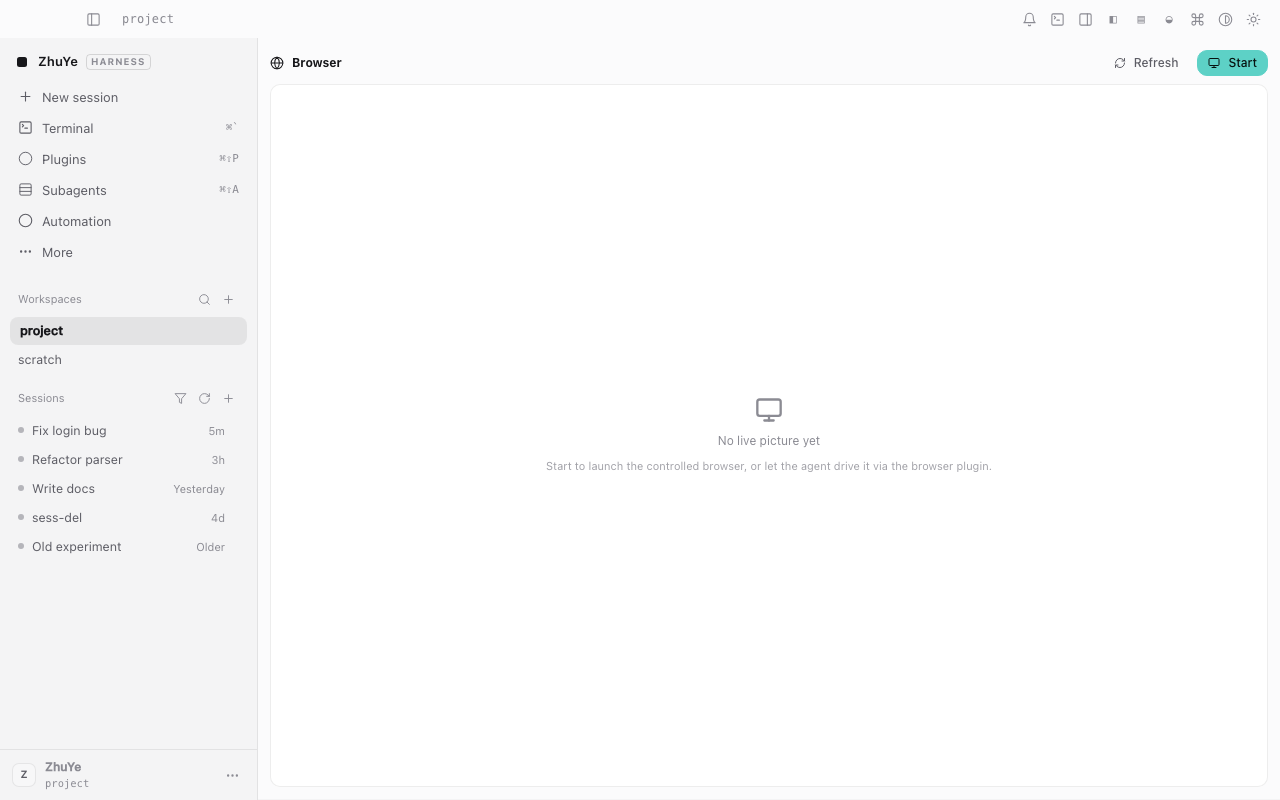 project
ZhuYe HARNESS
New session
Terminal ⌘`
Plugins ⌘⇧P
Subagents ⌘⇧A
Automation
More
Workspaces
project
scratch
Sessions
Fix login bug 5m
Refactor parser 3h
Write docs Yesterday
sess-del 4d
Old experiment Older
Z
ZhuYe
project
Browser
Refresh
Start
No live picture yet
Start to launch the controlled browser, or let the agent drive it via the browser plugin.